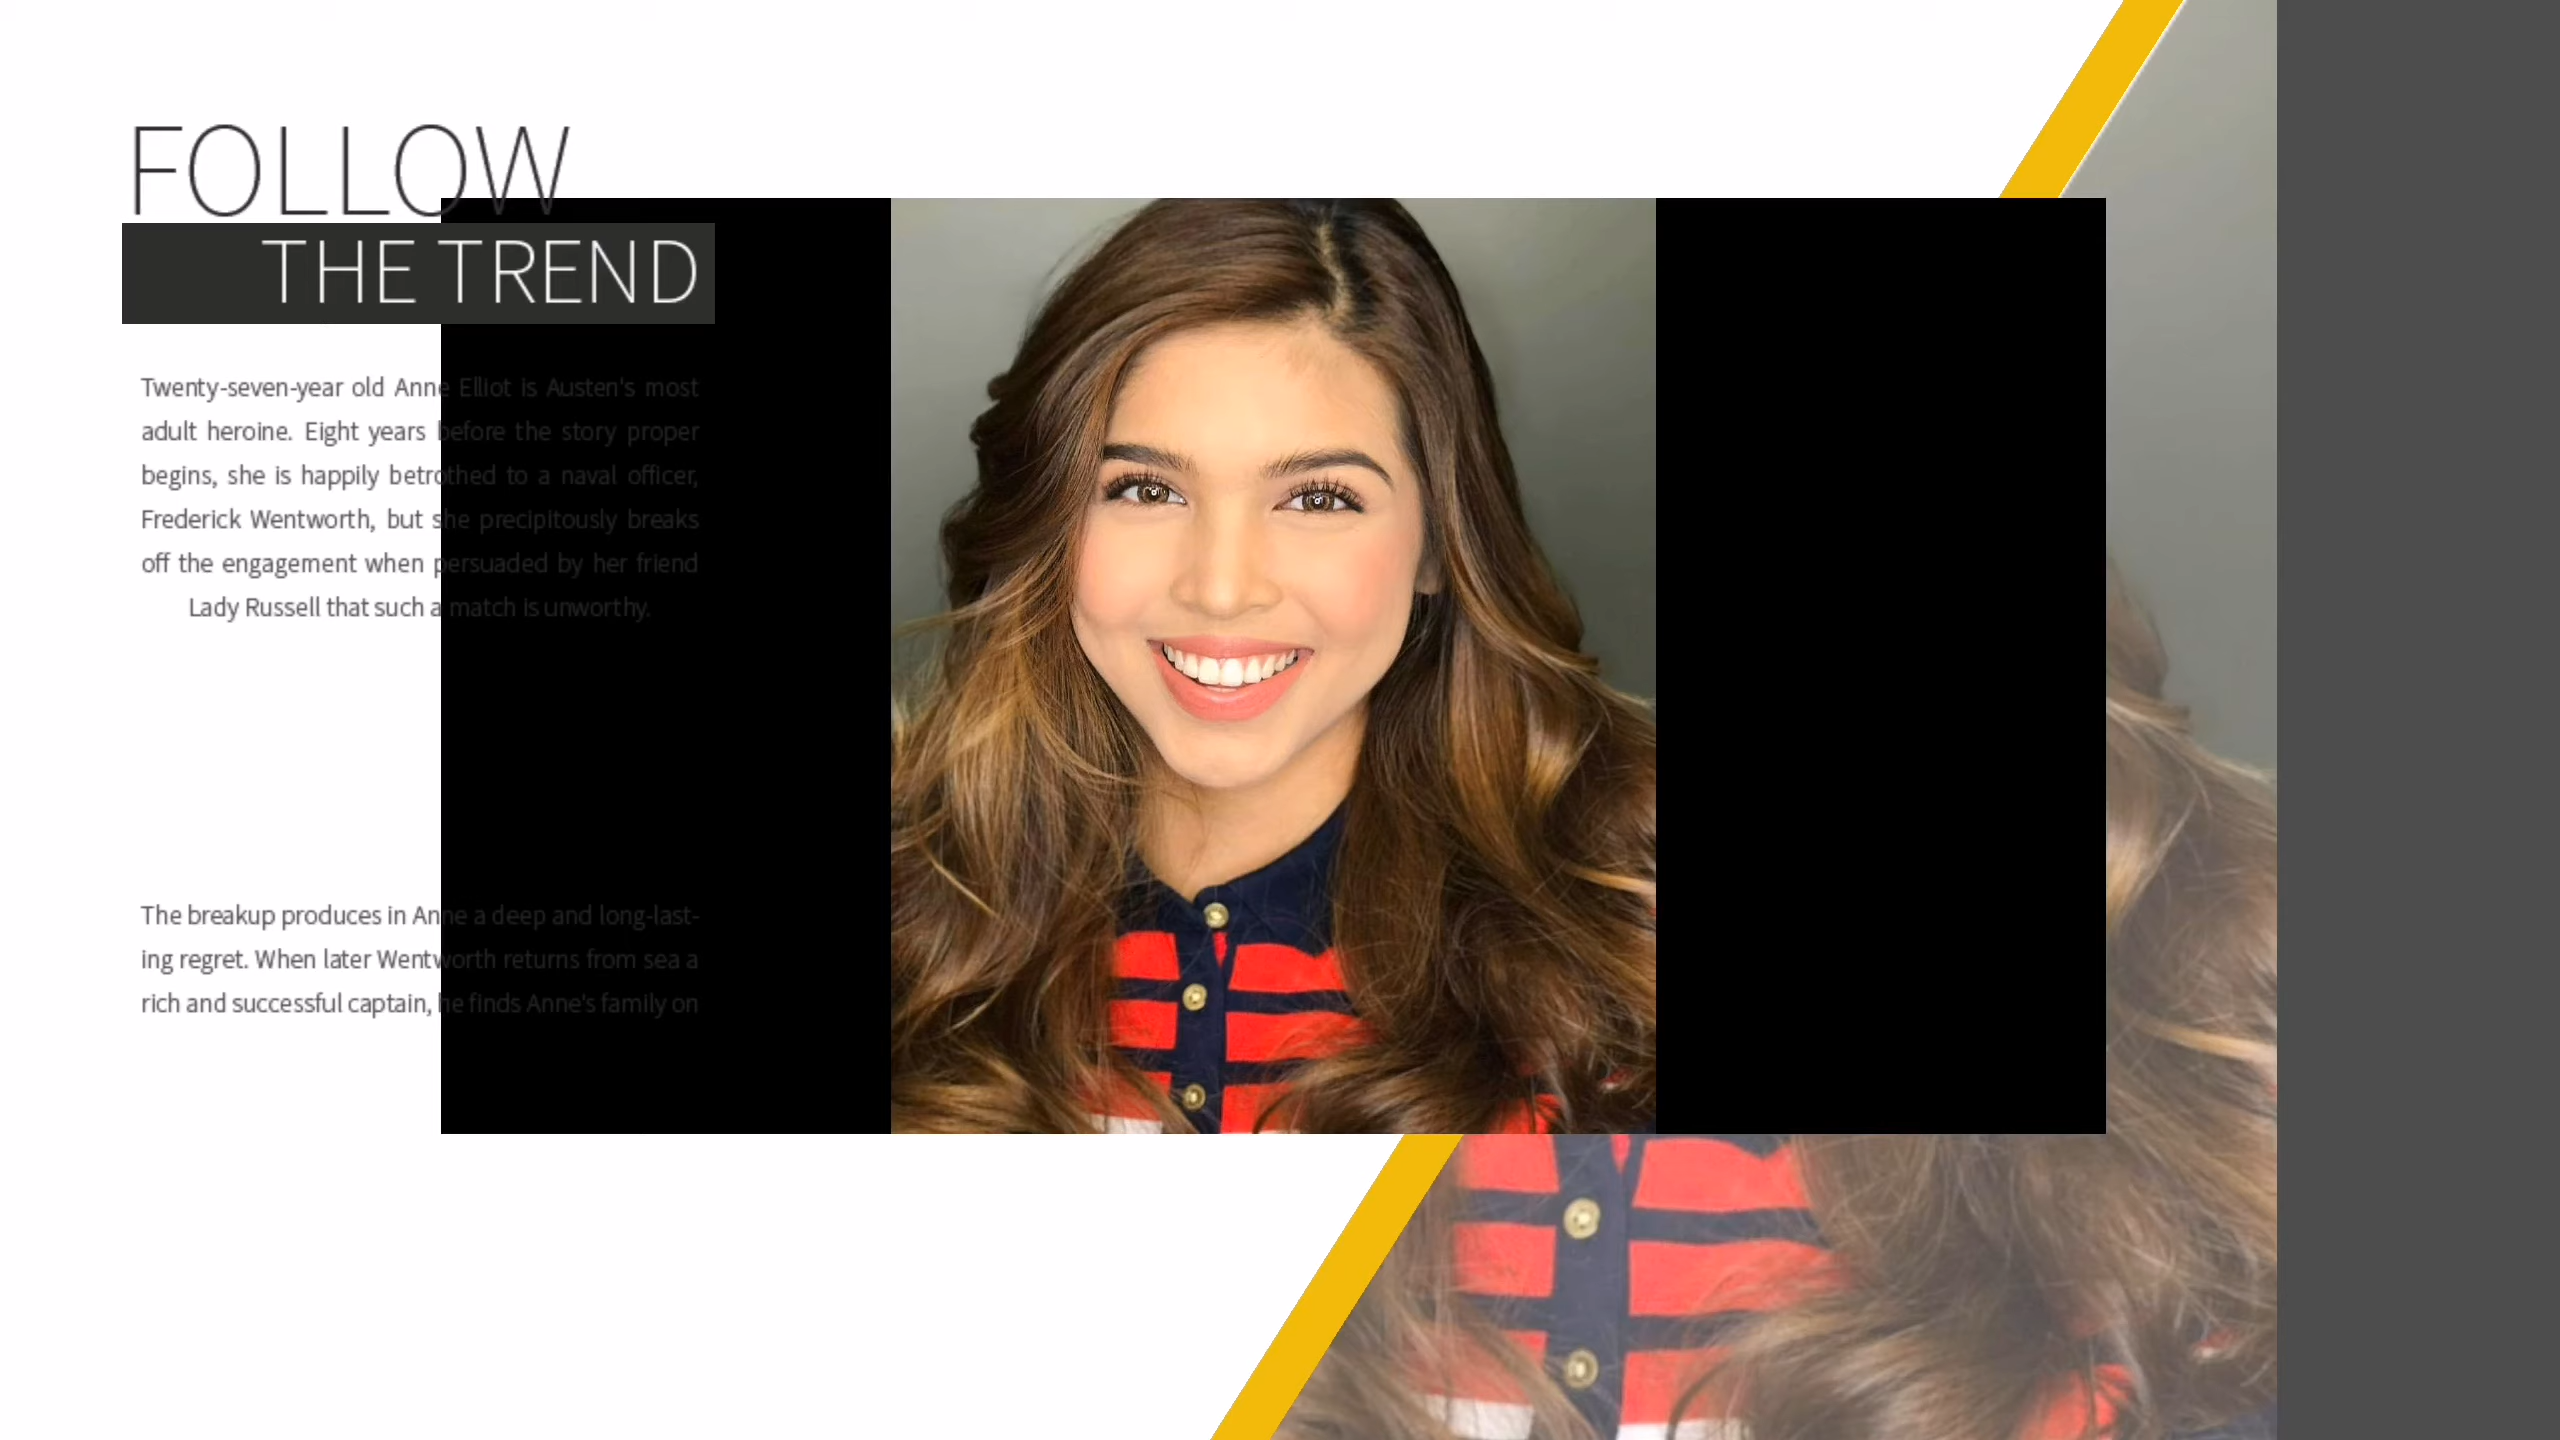 FOLLOW
THE TREND
Twenty-seven-year old Anne Elliot is Austen's most
adult heroine. Eight years before the story proper
begins, she is happily betrothed to a naval officer,
Frederick Wentworth, but she precipitously breaks
off the engagement when persuaded by her friend
Lady Russell that such a match is unworthy.
The breakup produces in Anne a deep and long-last-
ing regret. When later Wentworth returns from sea a
rich and successful captain, he finds Anne's family on